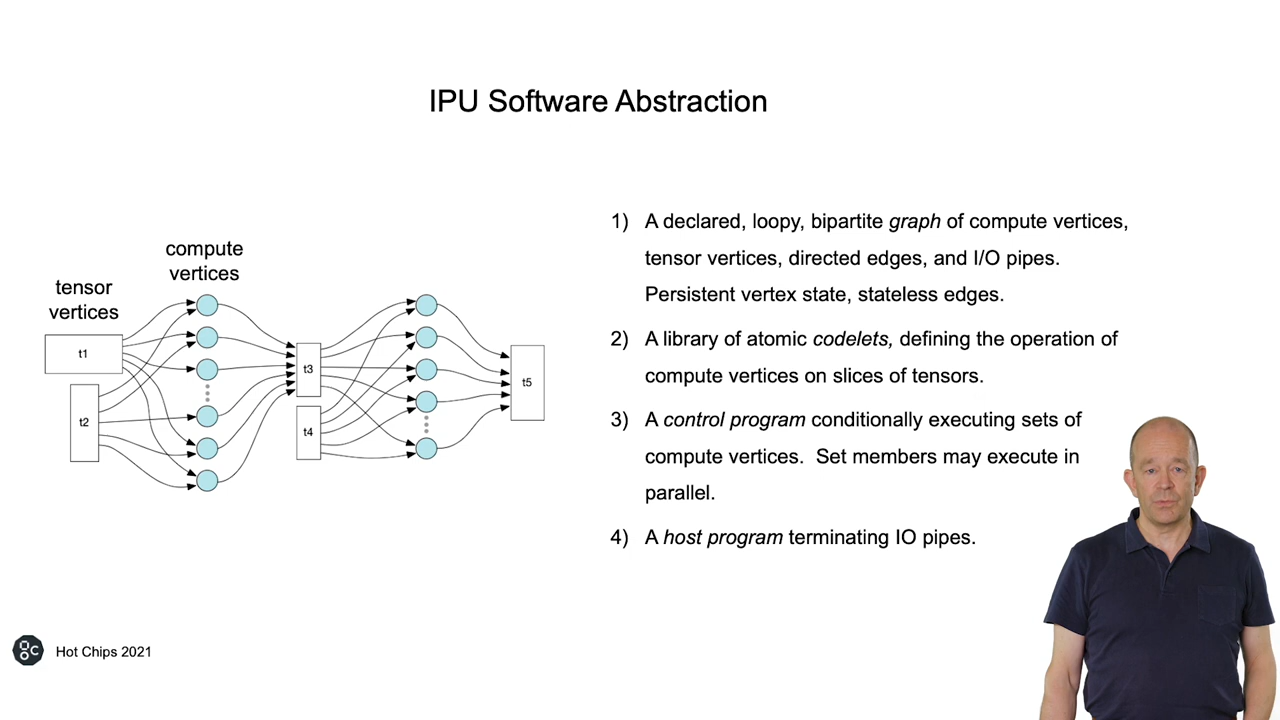 IPU Software Abstraction
compute
vertices
tensor
vertices
t1
t2
t3
t4
t5
1) A declared, loopy, bipartite graph of compute vertices,
tensor vertices, directed edges, and I/O pipes.
Persistent vertex state, stateless edges.
2) A library of atomic codelets, defining the operation of
compute vertices on slices of tensors.
3) A control program conditionally executing sets of
compute vertices. Set members may execute in
parallel.
4) A host program terminating IO pipes.
gc
Hot Chips 2021